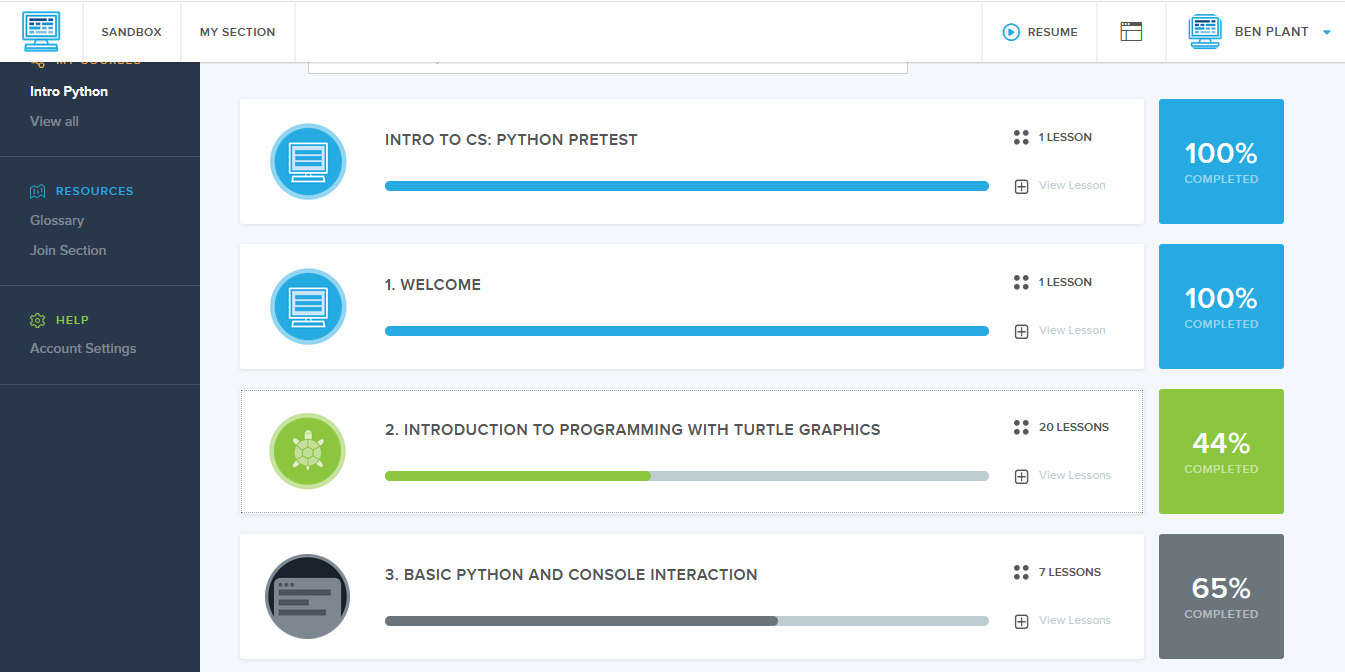 SANDBOX
MY SECTION
RESUME
BEN PLANT
MY COURSES
Intro Python
View all
RESOURCES
Glossary
Join Section
HELP
Account Settings
INTRO TO CS: PYTHON PRETEST
1 LESSON
View Lesson
100%
COMPLETED
1. WELCOME
1 LESSON
View Lesson
100%
COMPLETED
2. INTRODUCTION TO PROGRAMMING WITH TURTLE GRAPHICS
20 LESSONS
View Lessons
44%
COMPLETED
3. BASIC PYTHON AND CONSOLE INTERACTION
7 LESSONS
View Lessons
65%
COMPLETED